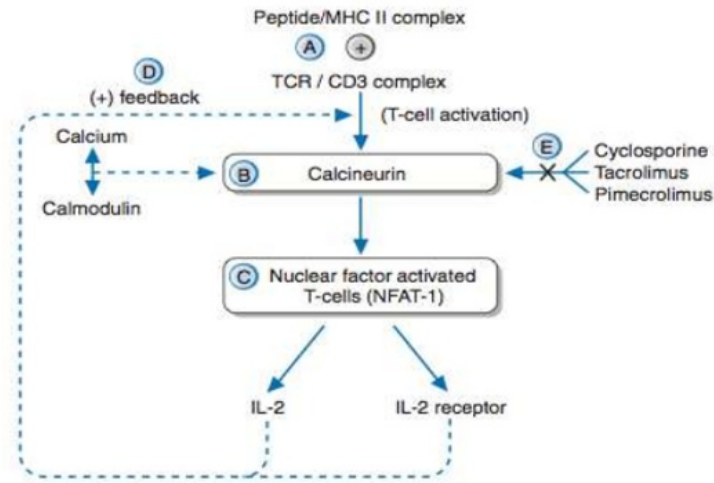 Peptide/MHC II complex
A +
TCR / CD3 complex
D
(+) feedback
(T-cell activation)
Calcium
Calmodulin
B Calcineurin
E
Cyclosporine
Tacrolimus
Pimecrolimus
C Nuclear factor activated
T-cells (NFAT-1)
IL-2
IL-2 receptor